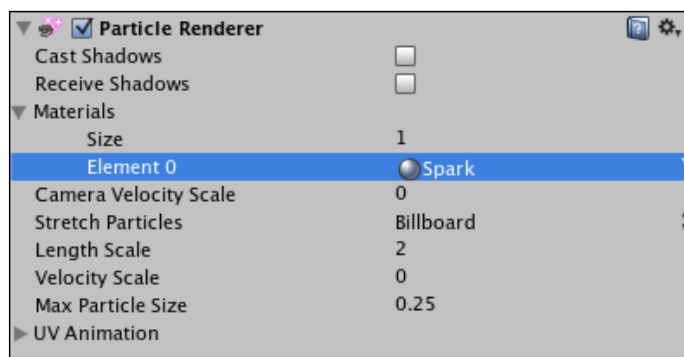 Particle Renderer
Cast Shadows
Receive Shadows
Materials
Size 1
Element 0 Spark
Camera Velocity Scale 0
Stretch Particles Billboard
Length Scale 2
Velocity Scale 0
Max Particle Size 0.25
UV Animation